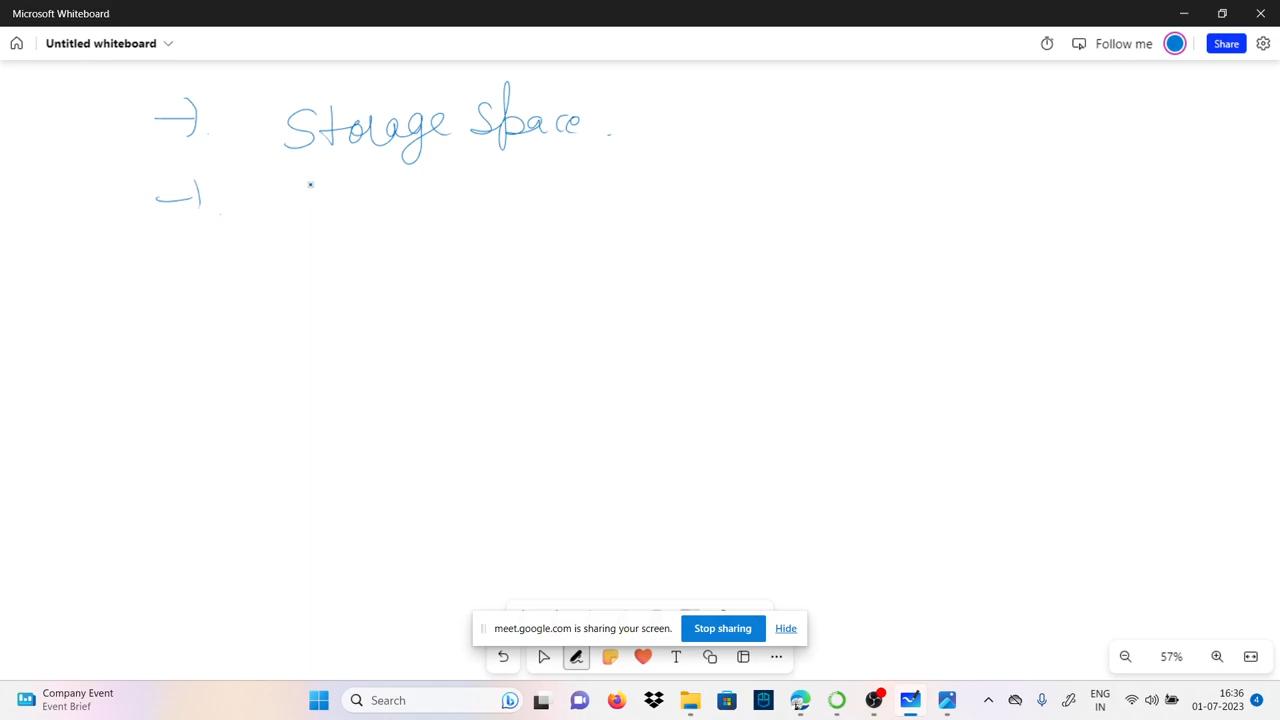 Microsoft Whiteboard
Untitled whiteboard
Follow me
Share
→ Storage Space.
→
meet.google.com is sharing your screen.
Stop sharing
Hide
57%
Company Event
Event Brief
Search
ENG
IN
16:36
01-07-2023
4